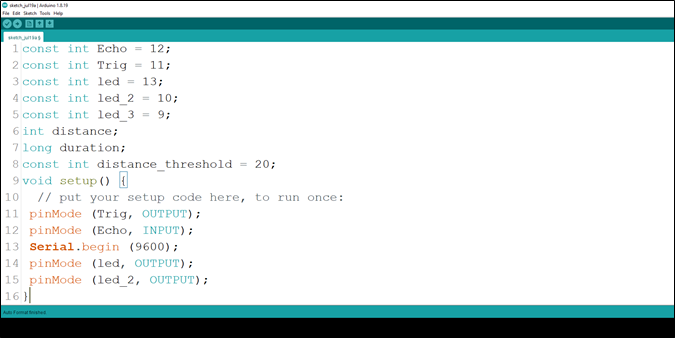 sketch_jul19a | Arduino 1.8.19
File Edit Sketch Tools Help
sketch_jul19a §
1 const int Echo = 12;
2 const int Trig = 11;
3 const int led = 13;
4 const int led_2 = 10;
5 const int led_3 = 9;
6 int distance;
7 long duration;
8 const int distance_threshold = 20;
9 void setup() {
10 // put your setup code here, to run once:
11 pinMode (Trig, OUTPUT);
12 pinMode (Echo, INPUT);
13 Serial.begin (9600);
14 pinMode (led, OUTPUT);
15 pinMode (led_2, OUTPUT);
16 }
Auto Format finished.